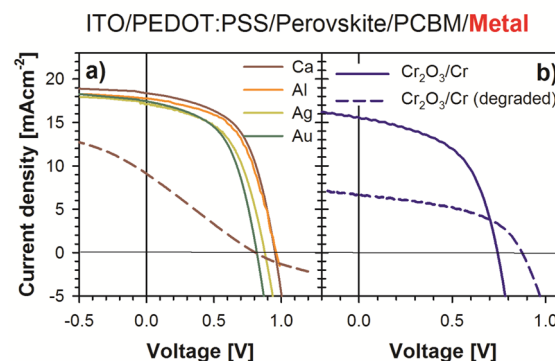 ITO/PEDOT:PSS/Perovskite/PCBM/Metal
a)
Ca
Al
Ag
Au
b)
Cr₂O₃/Cr
Cr₂O₃/Cr (degraded)
Current density [mAcm⁻²]
20
15
10
5
0
-5
-0.5
0.0
0.5
1.0
0.0
0.5
1.0
Voltage [V]
Voltage [V]